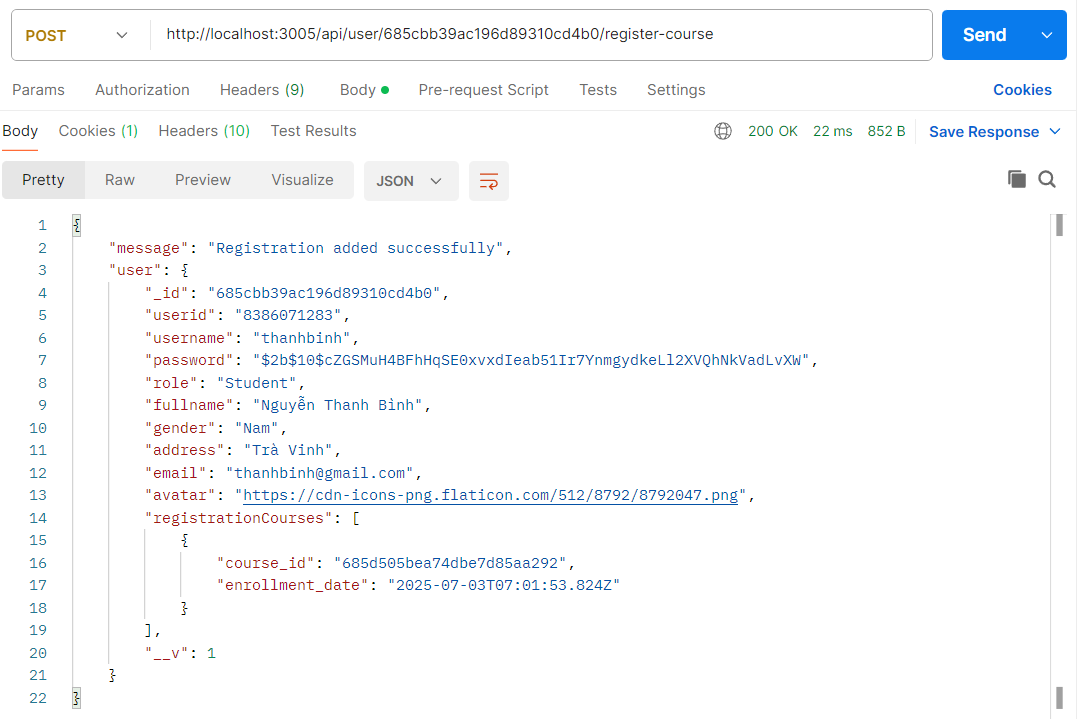 POST http://localhost:3005/api/user/685cbb39ac196d89310cd4b0/register-course Send
Params Authorization Headers (9) Body Pre-request Script Tests Settings Cookies
Body Cookies (1) Headers (10) Test Results 200 OK 22 ms 852 B Save Response
Pretty Raw Preview Visualize JSON
1 {
2 "message": "Registration added successfully",
3 "user": {
4 "_id": "685cbb39ac196d89310cd4b0",
5 "userid": "8386071283",
6 "username": "thanhbinh",
7 "password": "$2b$10$cZGSMuH4BFhHqSE0xvxdIeab51Ir7YnmgydkeLl2XVQhNkVadLvXW",
8 "role": "Student",
9 "fullname": "Nguyễn Thanh Bình",
10 "gender": "Nam",
11 "address": "Trà Vinh",
12 "email": "thanhbinh@gmail.com",
13 "avatar": "https://cdn-icons-png.flaticon.com/512/8792/8792047.png",
14 "registrationCourses": [
15 {
16 "course_id": "685d505bea74dbe7d85aa292",
17 "enrollment_date": "2025-07-03T07:01:53.824Z"
18 }
19 ],
20 "__v": 1
21 }
22 }